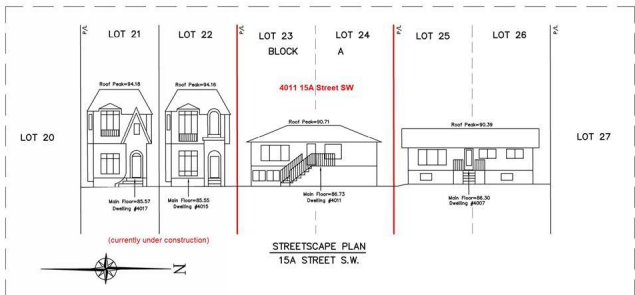 P/L
LOT 21
LOT 22
P/L
LOT 23
LOT 24
P/L
LOT 25
LOT 26
P/L
BLOCK A
4011 15A Street SW
Roof Peak=94.18
Roof Peak=94.18
Roof Peak=90.71
Roof Peak=90.39
LOT 20
LOT 27
Main Floor=85.57
Dwelling #4017
Main Floor=85.55
Dwelling #4015
Main Floor=86.73
Dwelling #4011
Main Floor=86.30
Dwelling #4007
(currently under construction)
STREETSCAPE PLAN
15A STREET S.W.
N